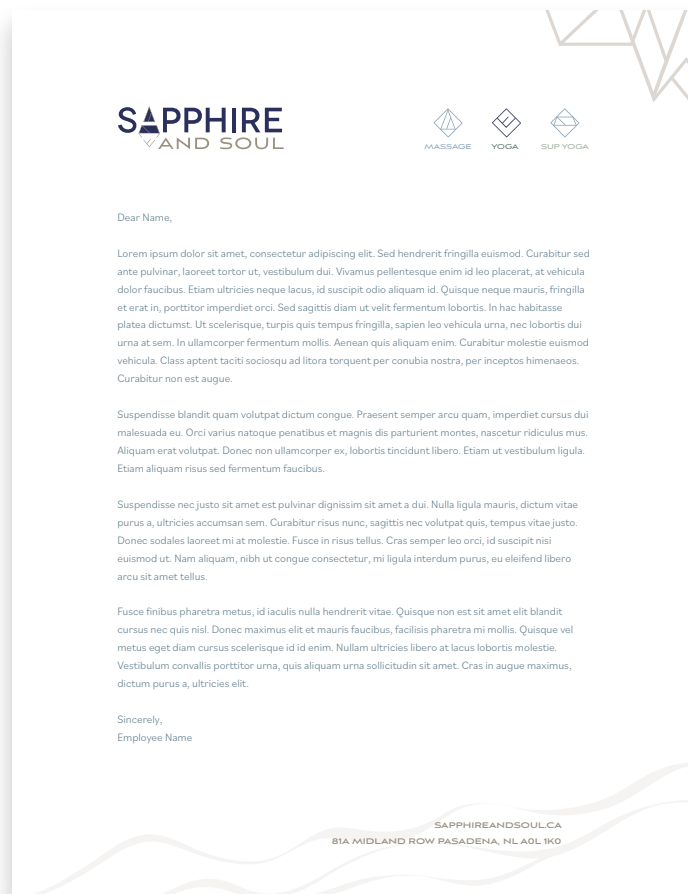 SAPPHIRE
AND SOUL
MASSAGE YOGA SUP YOGA
Dear Name,
Lorem ipsum dolor sit amet, consectetur adipiscing elit. Sed hendrerit fringilla euismod. Curabitur sed
ante pulvinar, laoreet tortor ut, vestibulum dui. Vivamus pellentesque enim id leo placerat, at vehicula
dolor faucibus. Etiam ultricies neque lacus, id suscipit odio aliquam id. Quisque neque mauris, fringilla
et erat in, porttitor imperdiet orci. Sed sagittis diam ut velit fermentum lobortis. In hac habitasse
platea dictumst. Ut scelerisque, turpis quis tempus fringilla, sapien leo vehicula urna, nec lobortis dui
urna at sem. In ullamcorper fermentum mollis. Aenean quis aliquam enim. Curabitur molestie euismod
vehicula. Class aptent taciti sociosqu ad litora torquent per conubia nostra, per inceptos himenaeos.
Curabitur non est augue.
Suspendisse blandit quam volutpat dictum congue. Praesent semper arcu quam, imperdiet cursus dui
malesuada eu. Orci varius natoque penatibus et magnis dis parturient montes, nascetur ridiculus mus.
Aliquam erat volutpat. Donec non ullamcorper ex, lobortis tincidunt libero. Etiam ut vestibulum ligula.
Etiam aliquam risus sed fermentum faucibus.
Suspendisse nec justo sit amet est pulvinar dignissim sit amet a dui. Nulla ligula mauris, dictum vitae
purus a, ultricies accumsan sem. Curabitur risus nunc, sagittis nec volutpat quis, tempus vitae justo.
Donec sodales laoreet mi at molestie. Fusce in risus tellus. Cras semper leo orci, id suscipit nisi
euismod ut. Nam aliquam, nibh ut congue consectetur, mi ligula interdum purus, eu eleifend libero
arcu sit amet tellus.
Fusce finibus pharetra metus, id iaculis nulla hendrerit vitae. Quisque non est sit amet elit blandit
cursus nec quis nisl. Donec maximus elit et mauris faucibus, facilisis pharetra mi mollis. Quisque vel
metus eget diam cursus scelerisque id id enim. Nullam ultricies libero at lacus lobortis molestie.
Vestibulum convallis porttitor urna, quis aliquam urna sollicitudin sit amet. Cras in augue maximus,
dictum purus a, ultricies elit.
Sincerely,
Employee Name
SAPPHIREANDSOUL.CA
81A MIDLAND ROW PASADENA, NL A0L 1K0